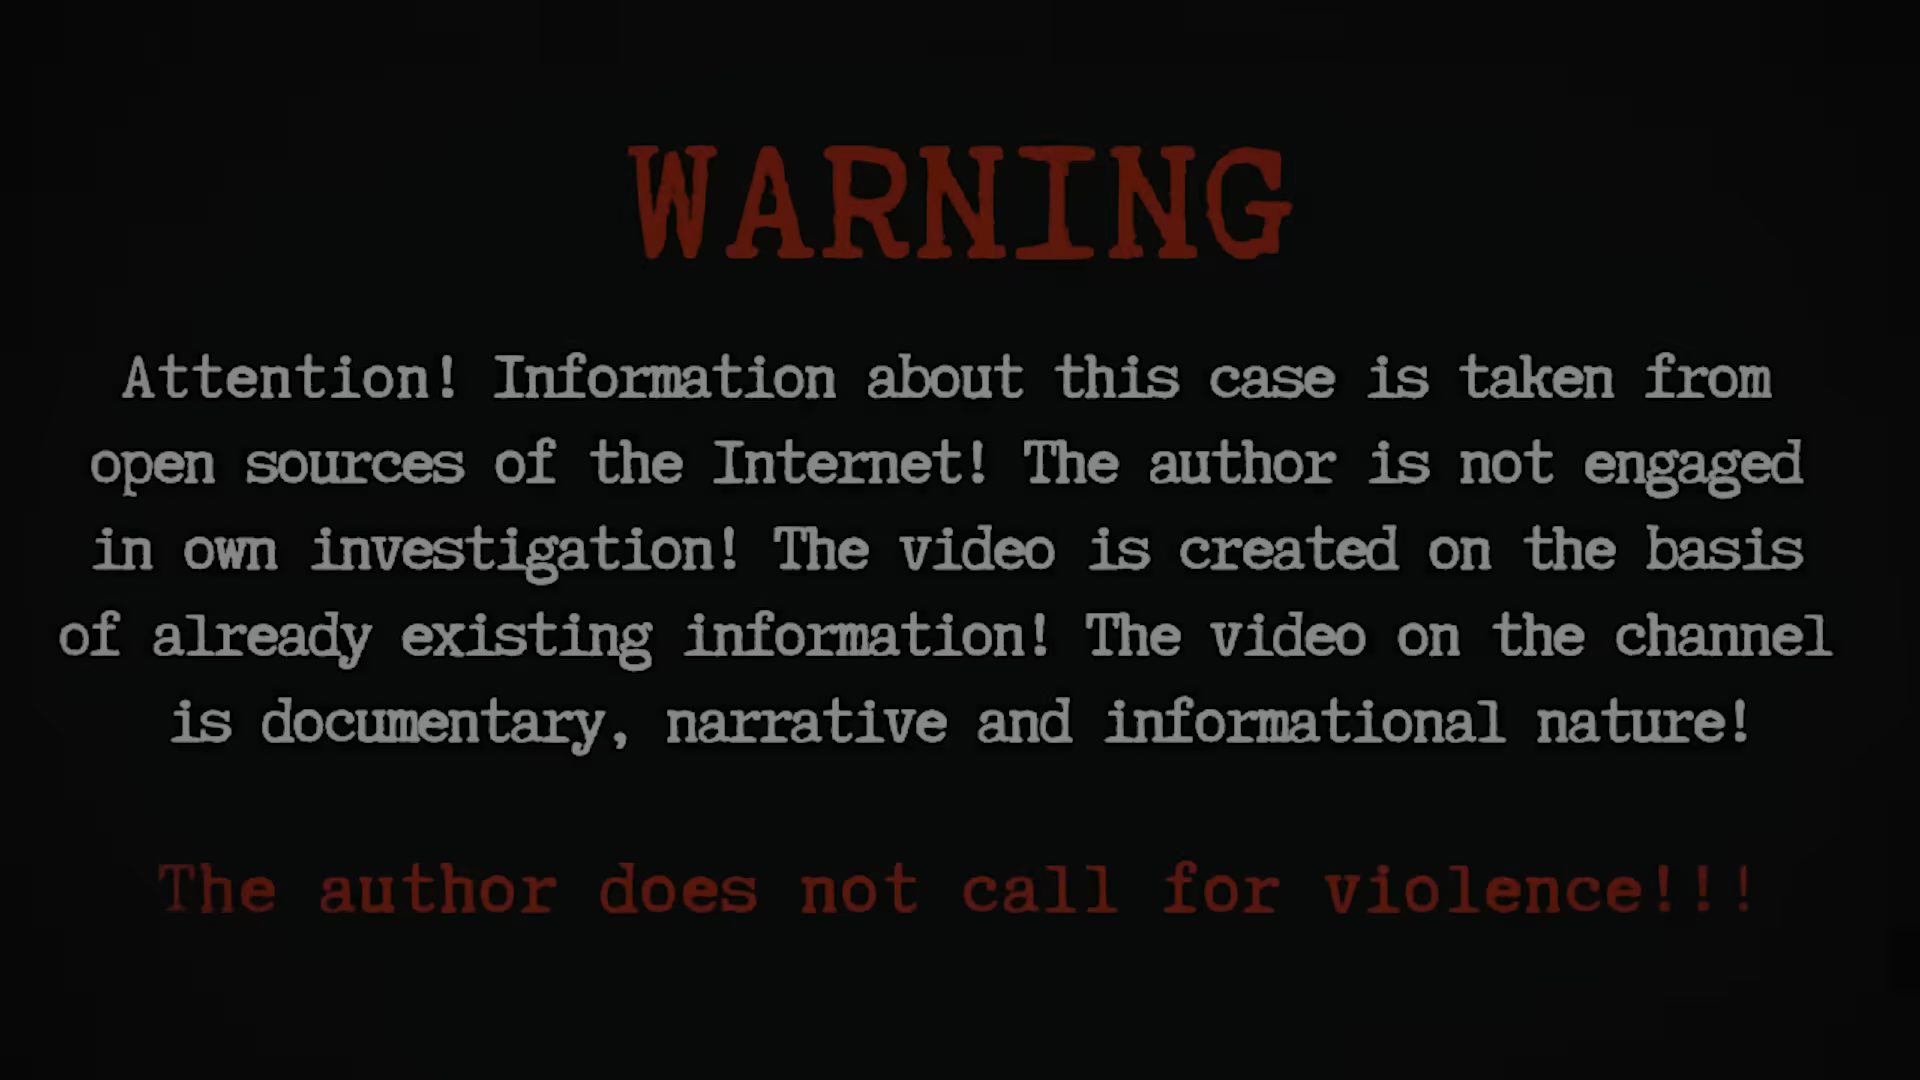 WARNING
Attention! Information about this case is taken from
open sources of the Internet! The author is not engaged
in own investigation! The video is created on the basis
of already existing information! The video on the channel
is documentary, narrative and informational nature!
The author does not call for violence!!!